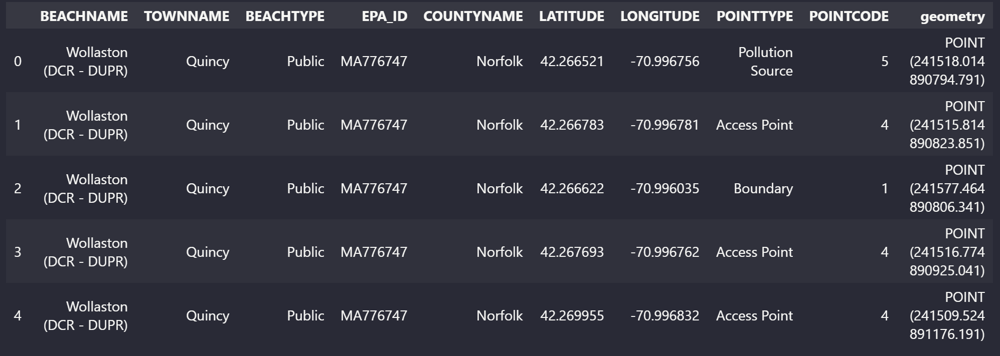 BEACHNAME TOWNNAME BEACHTYPE EPA_ID COUNTYNAME LATITUDE LONGITUDE POINTTYPE POINTCODE geometry
0 Wollaston (DCR - DUPR) Quincy Public MA776747 Norfolk 42.266521 -70.996756 Pollution Source 5 POINT (241518.014 890794.791)
1 Wollaston (DCR - DUPR) Quincy Public MA776747 Norfolk 42.266783 -70.996781 Access Point 4 POINT (241515.814 890823.851)
2 Wollaston (DCR - DUPR) Quincy Public MA776747 Norfolk 42.266622 -70.996035 Boundary 1 POINT (241577.464 890806.341)
3 Wollaston (DCR - DUPR) Quincy Public MA776747 Norfolk 42.267693 -70.996762 Access Point 4 POINT (241516.774 890925.041)
4 Wollaston (DCR - DUPR) Quincy Public MA776747 Norfolk 42.269955 -70.996832 Access Point 4 POINT (241509.524 891176.191)